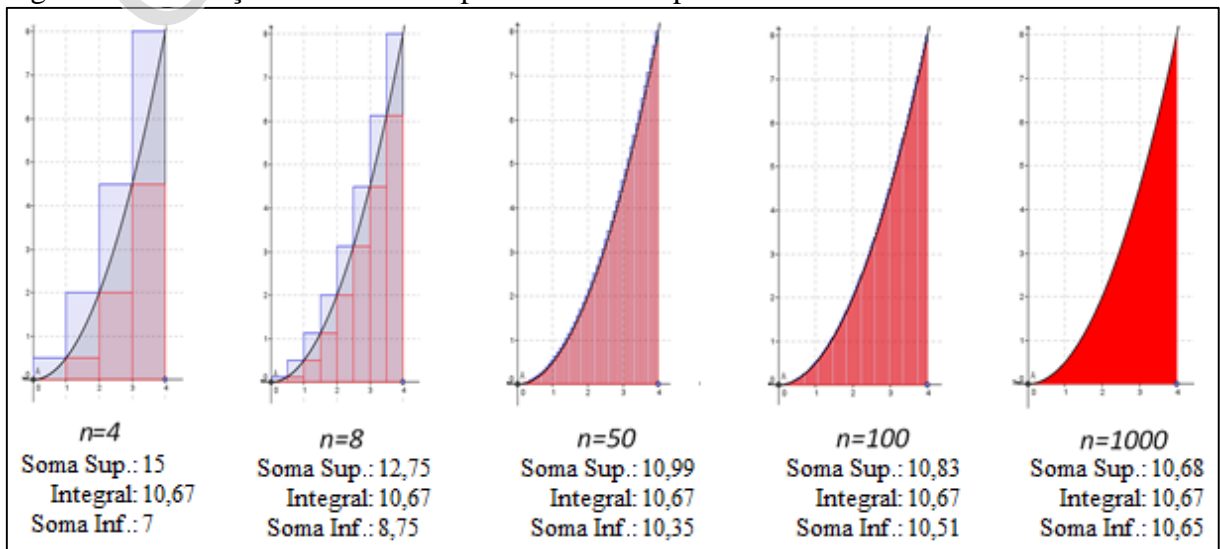 n=4
Soma Sup.: 15
Integral: 10,67
Soma Inf.: 7
n=8
Soma Sup.: 12,75
Integral: 10,67
Soma Inf.: 8,75
n=50
Soma Sup.: 10,99
Integral: 10,67
Soma Inf.: 10,35
n=100
Soma Sup.: 10,83
Integral: 10,67
Soma Inf.: 10,51
n=1000
Soma Sup.: 10,68
Integral: 10,67
Soma Inf.: 10,65